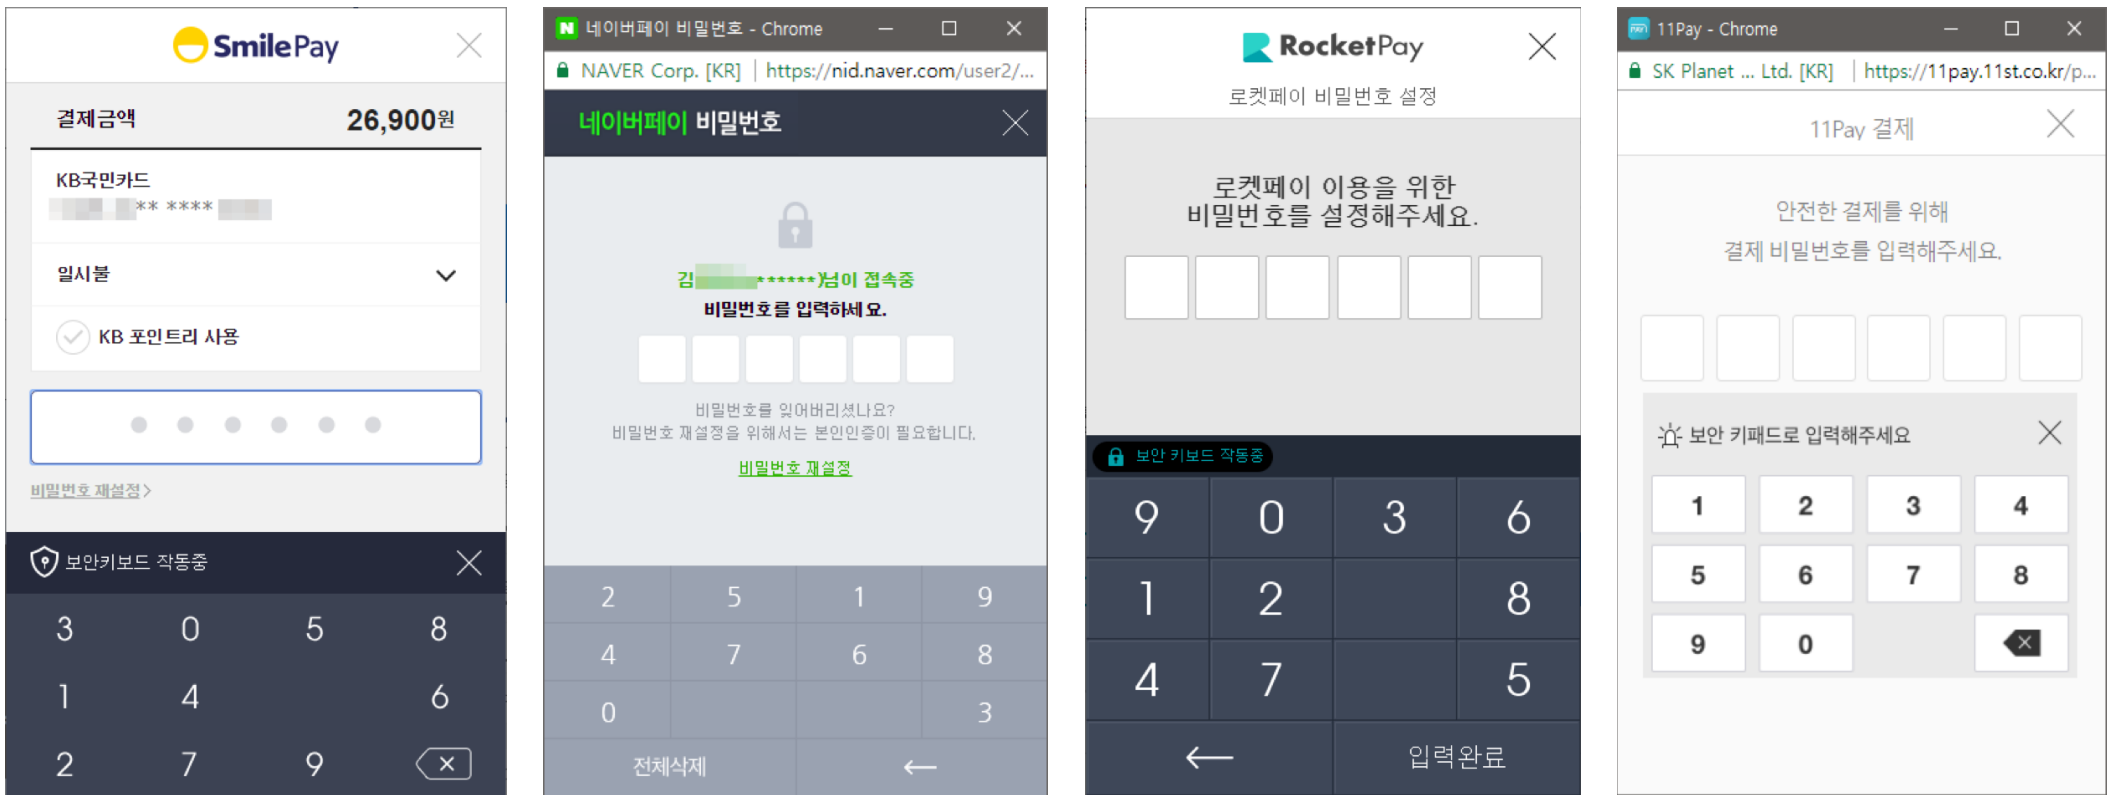 SmilePay
결제금액 26,900원
KB국민카드
** ****
일시불
KB 포인트리 사용
비밀번호 재설정 >
보안키보드 작동중
3 0 5 8
1 4 6
2 7 9
네이버페이 비밀번호 - Chrome
NAVER Corp. [KR] | https://nid.naver.com/user2/...
네이버페이 비밀번호
김 ******)님이 접속중
비밀번호를 입력하세요.
비밀번호를 잊어버리셨나요?
비밀번호 재설정을 위해서는 본인인증이 필요합니다.
비밀번호 재설정
2 5 1 9
4 7 6 8
0 3
전체삭제 ←
RocketPay
로켓페이 비밀번호 설정
로켓페이 이용을 위한
비밀번호를 설정해주세요.
보안 키보드 작동중
9 0 3 6
1 2 8
4 7 5
← 입력완료
11Pay - Chrome
SK Planet ... Ltd. [KR] | https://11pay.11st.co.kr/p...
11Pay 결제
안전한 결제를 위해
결제 비밀번호를 입력해주세요.
보안 키패드로 입력해주세요
1 2 3 4
5 6 7 8
9 0